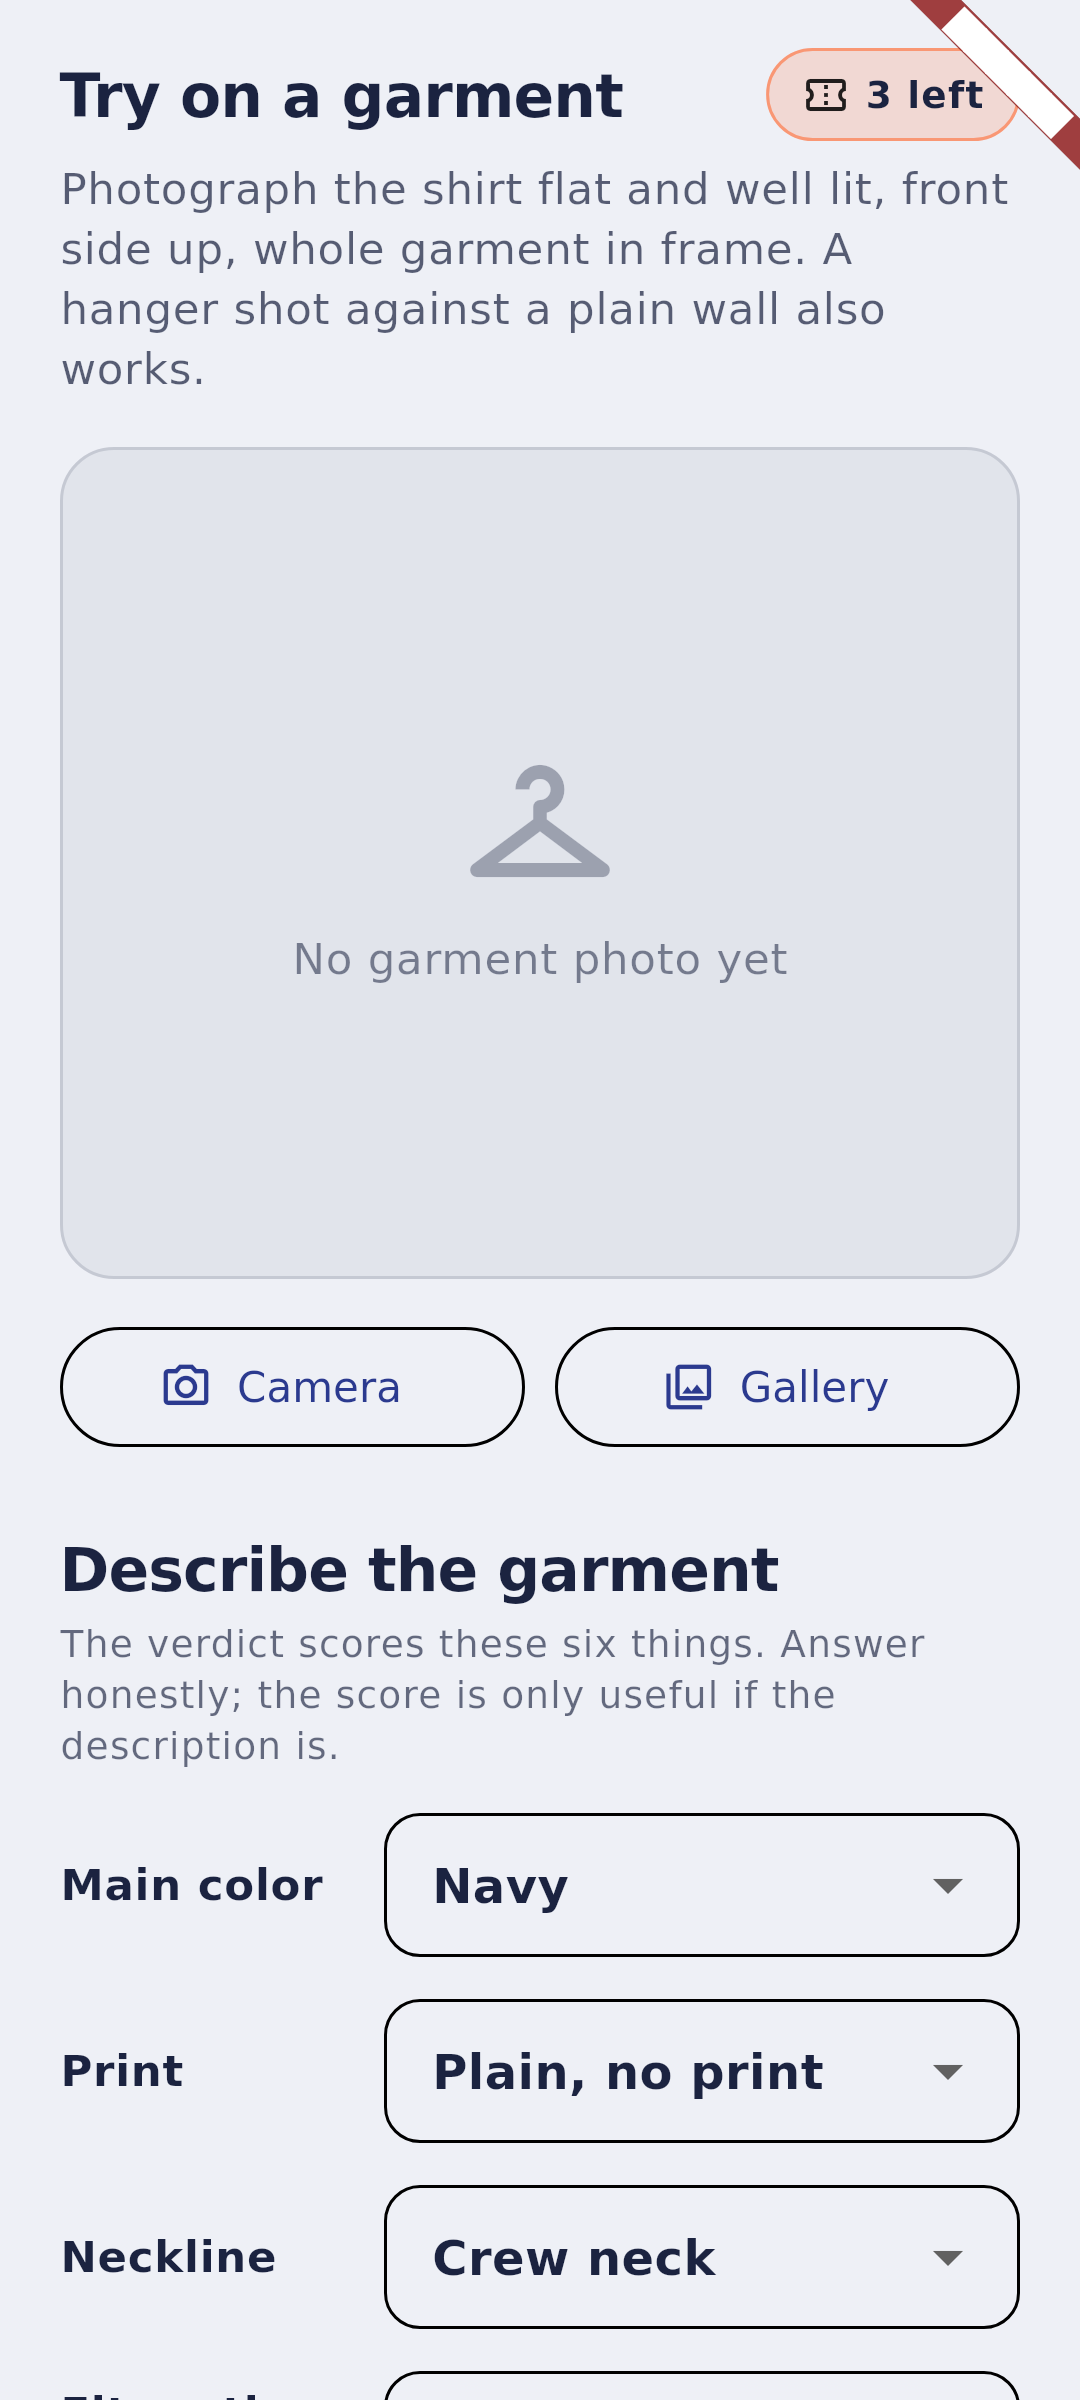 Try on a garment
3 left
Photograph the shirt flat and well lit, front
side up, whole garment in frame. A
hanger shot against a plain wall also
works.
No garment photo yet
Camera
Gallery
Describe the garment
The verdict scores these six things. Answer
honestly; the score is only useful if the
description is.
Main color
Navy
Print
Plain, no print
Neckline
Crew neck